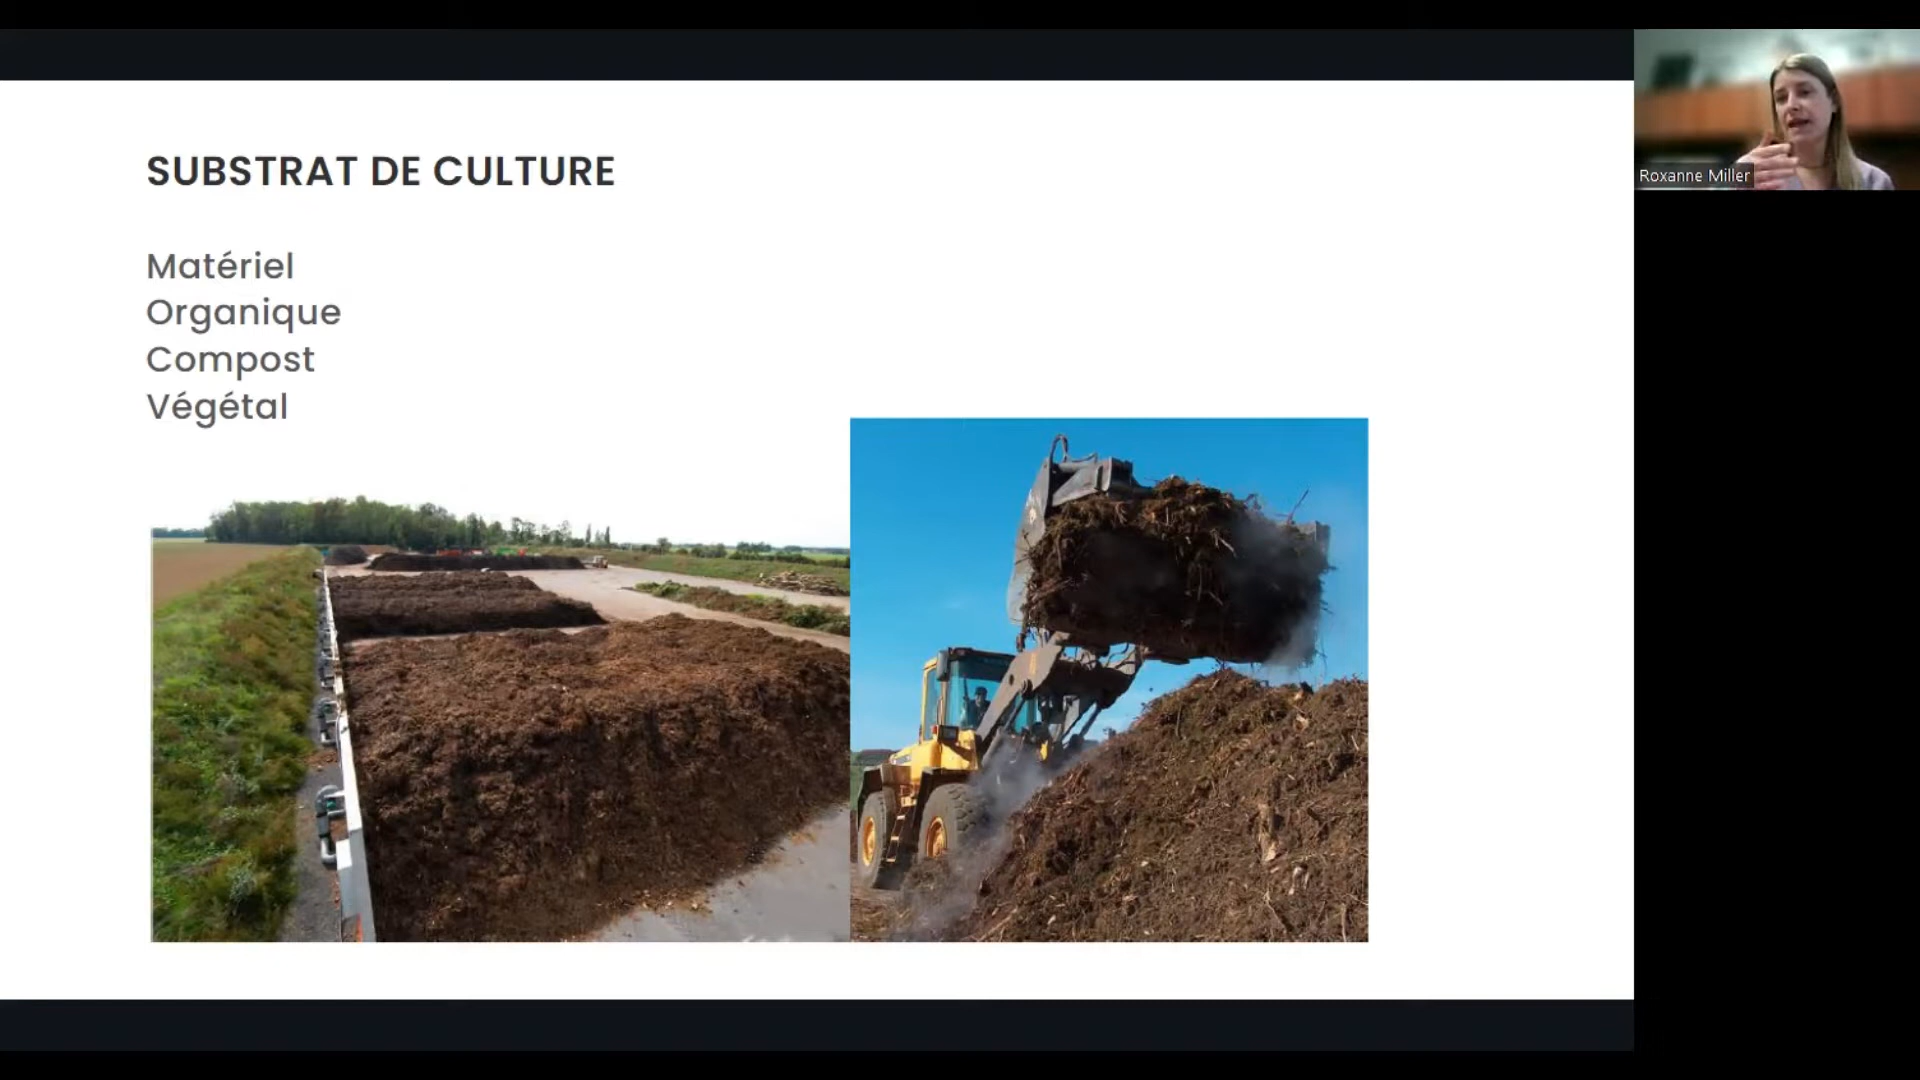 SUBSTRAT DE CULTURE
Matériel
Organique
Compost
Végétal
Roxanne Miller